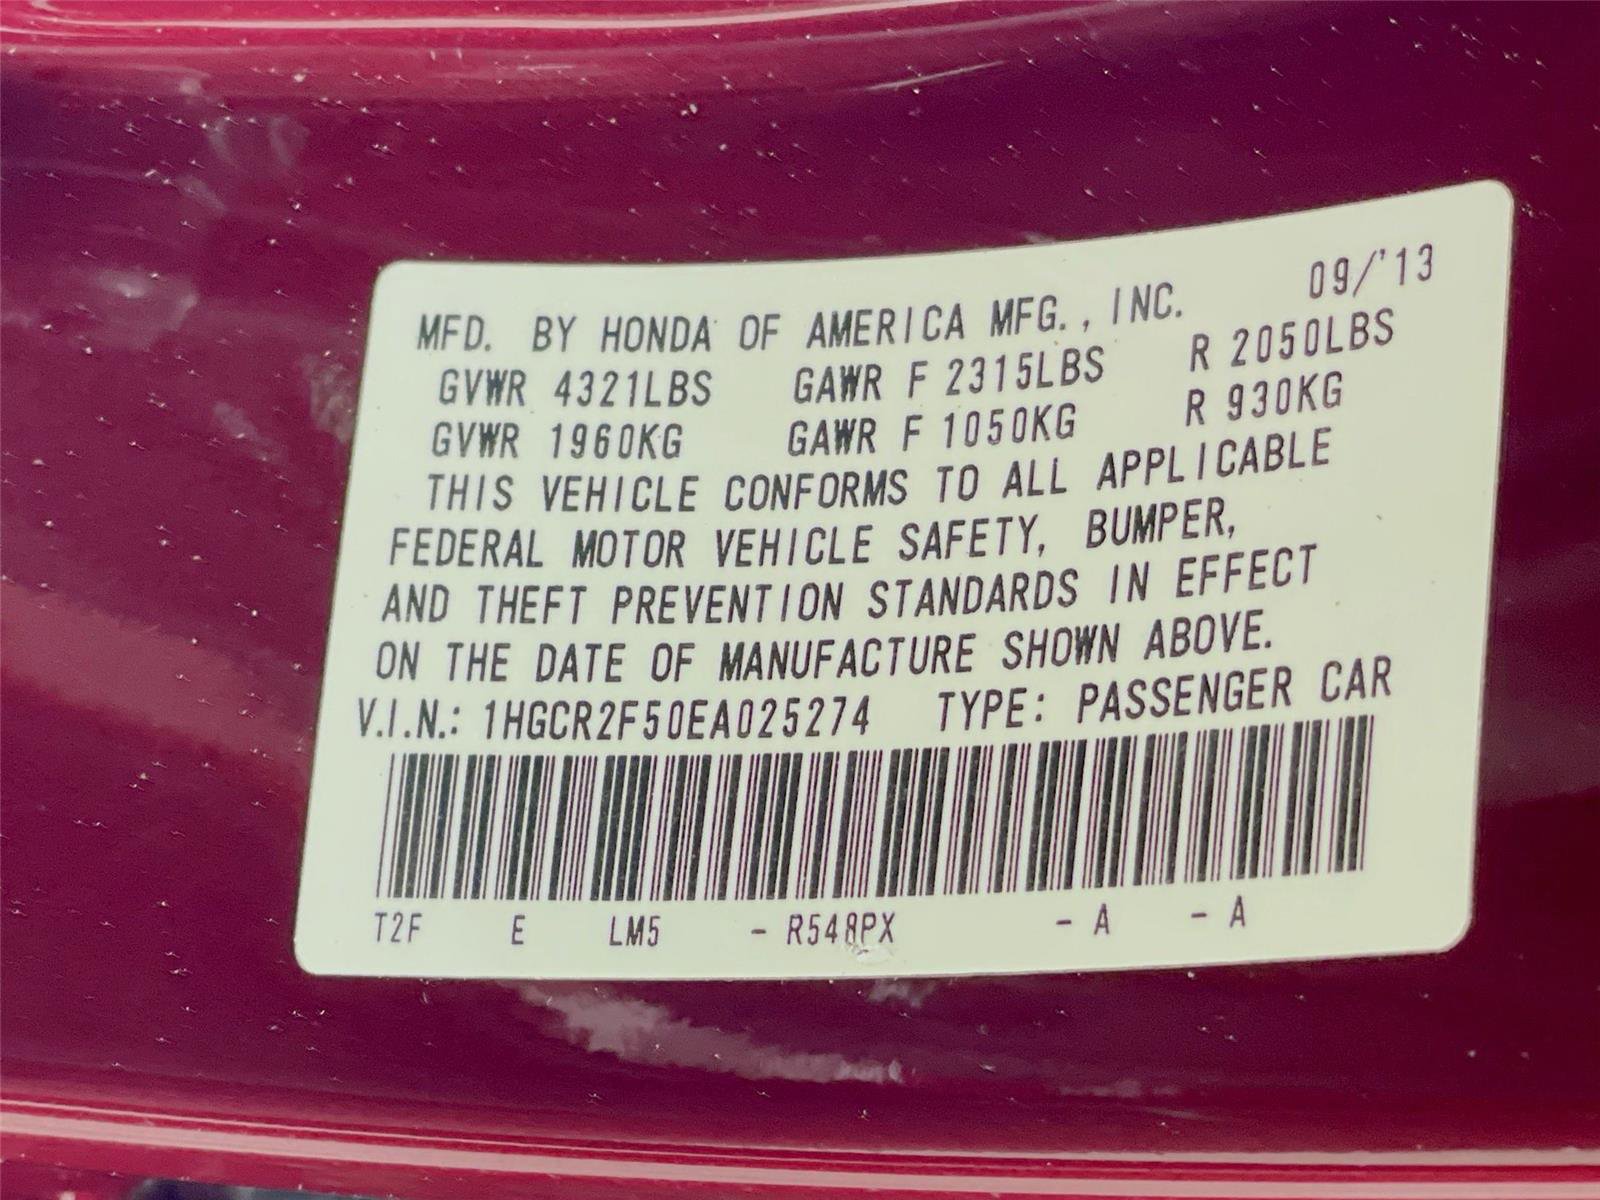 MFD. BY HONDA OF AMERICA MFG., INC. 09/'13
GVWR 4321LBS GAWR F 2315LBS R 2050LBS
GVWR 1960KG GAWR F 1050KG R 930KG
THIS VEHICLE CONFORMS TO ALL APPLICABLE
FEDERAL MOTOR VEHICLE SAFETY, BUMPER,
AND THEFT PREVENTION STANDARDS IN EFFECT
ON THE DATE OF MANUFACTURE SHOWN ABOVE.
V.I.N.: 1HGCR2F50EA025274 TYPE: PASSENGER CAR
T2F E LM5 - R548PX - A - A